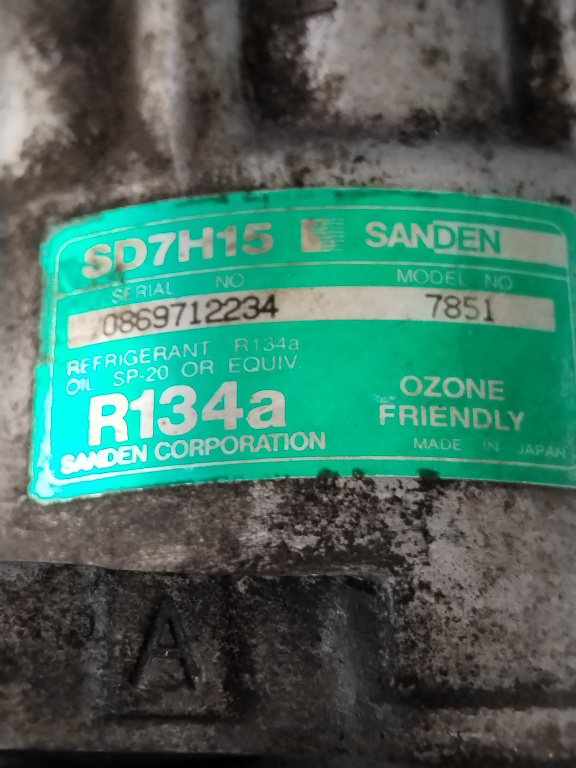 SD7H15 SANDEN
SERIAL NO MODEL NO
0869712234 7851
REFRIGERANT R134a
OIL SP-20 OR EQUIV.
R134a
OZONE
FRIENDLY
SANDEN CORPORATION
MADE IN JAPAN
A